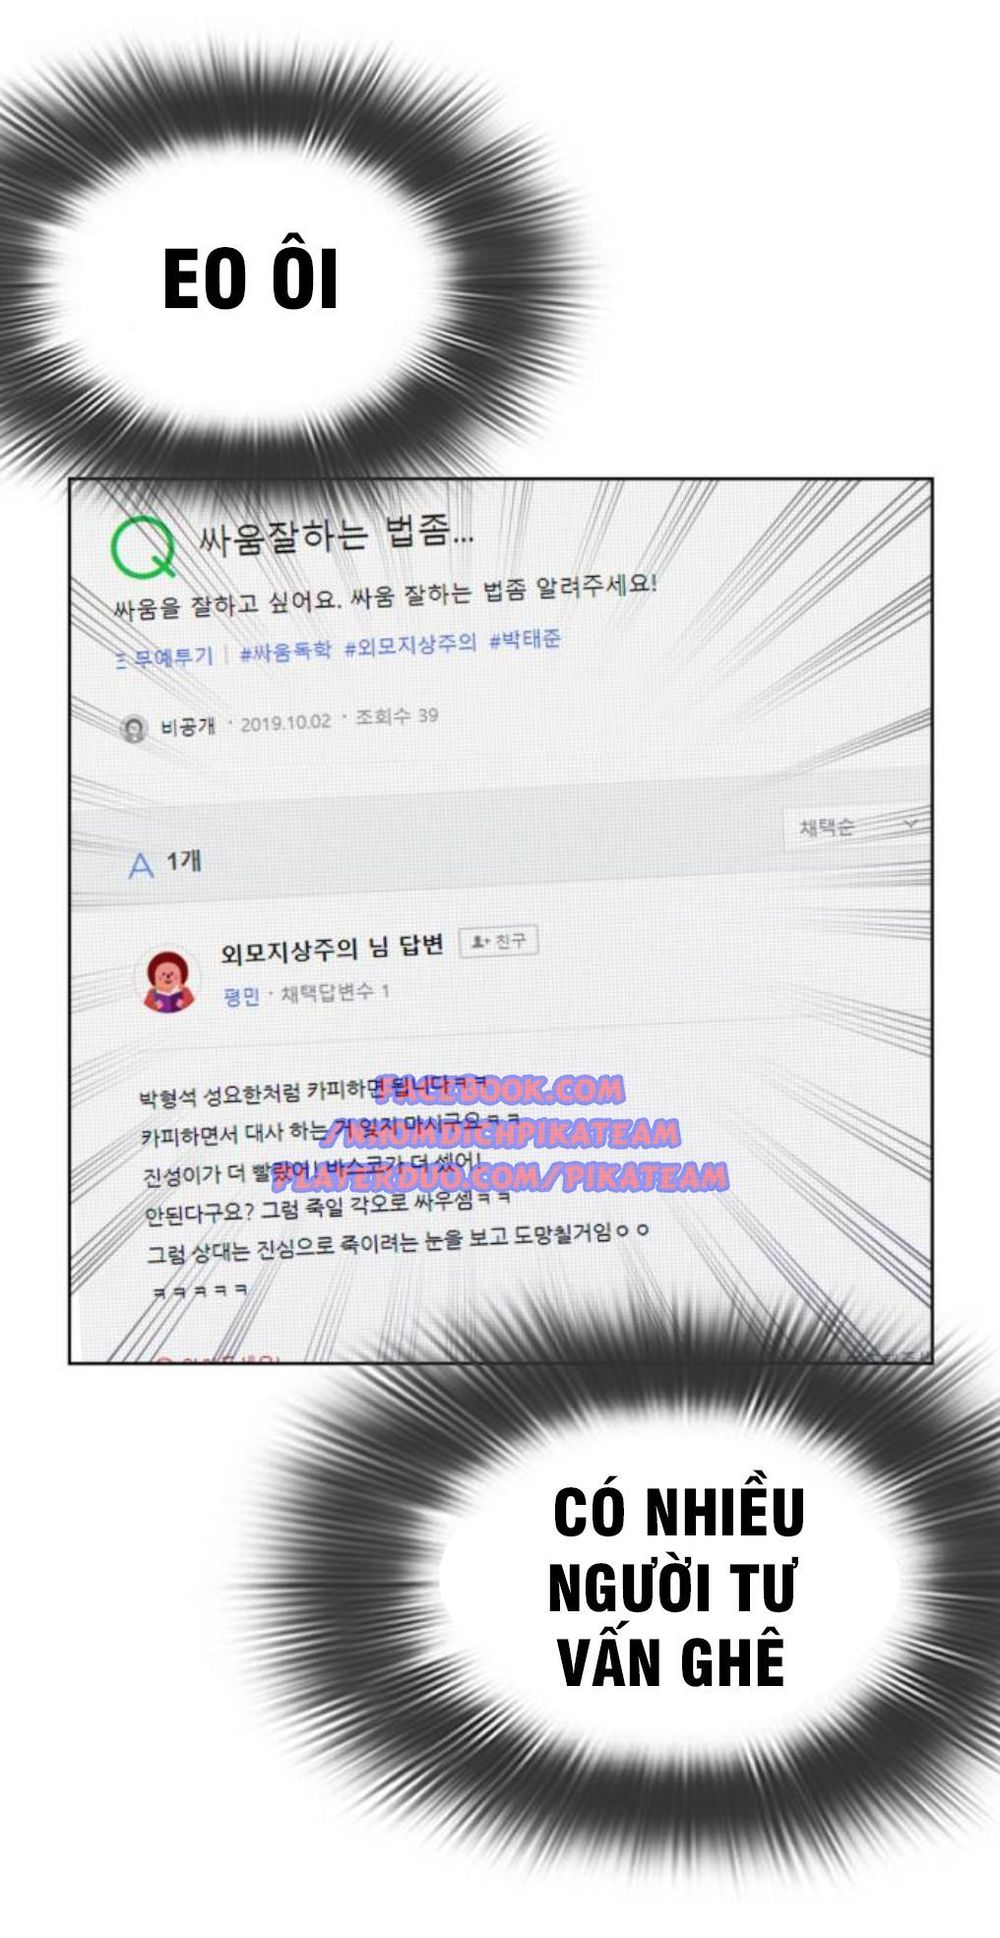 EO ÔI
Q 싸움잘하는 법좀...
싸움을 잘하고 싶어요. 싸움 잘하는 법좀 알려주세요!
무예투기 | #싸움독학 #외모지상주의 #박태준
비공개 · 2019.10.02 · 조회수 39
채택순
A 1개
외모지상주의 님 답변 친구
평민 · 채택답변수 1
박형석 성요한처럼 카피하면 됩니다ㅋㅋ
FACEBOOK.COM
카피하면서 대사 하는 거 잊지 마시구요ㅋㅋ
/NHOMDICHPIKATEAM
진성이가 더 빨랐어! 바스코가 더 셌어!
PLAYERDUO.COM/PIKATEAM
안된다구요? 그럼 죽일 각오로 싸우셈ㅋㅋ
그럼 상대는 진심으로 죽이려는 눈을 보고 도망칠거임ㅇㅇ
ㅋㅋㅋㅋㅋ
CÓ NHIỀU
NGƯỜI TƯ
VẤN GHÊ